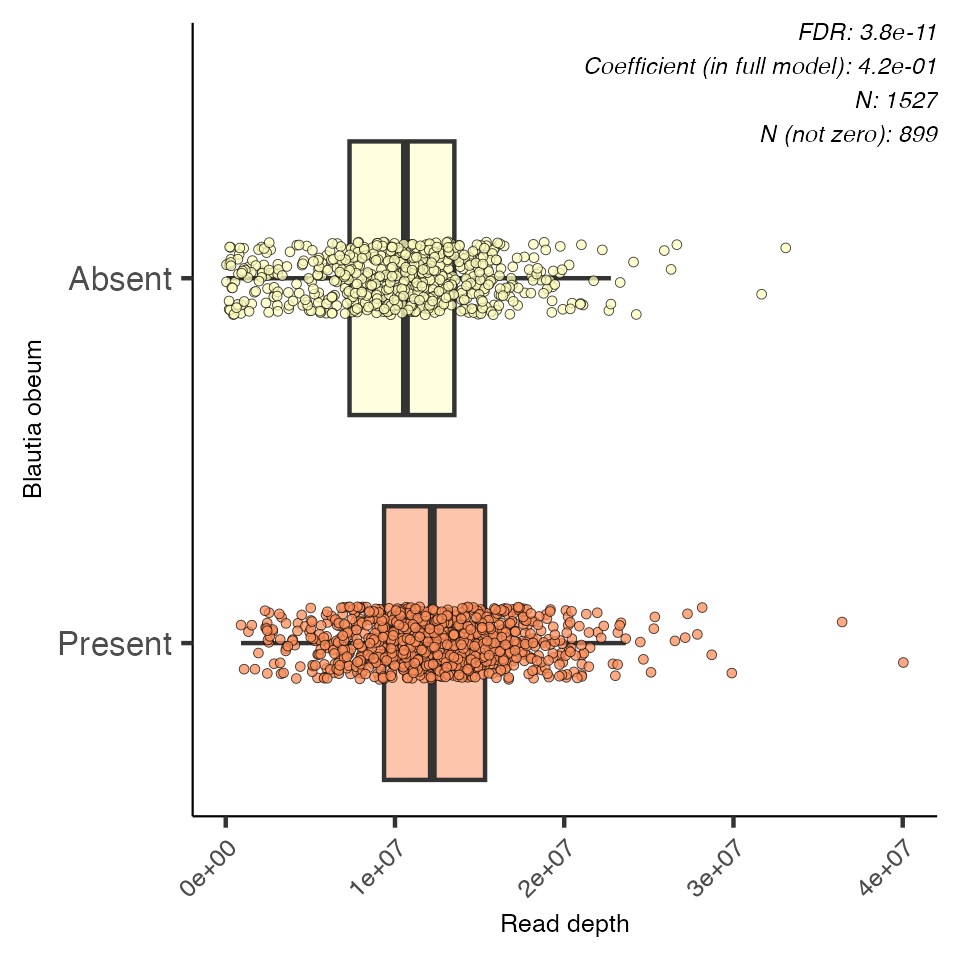 FDR: 3.8e-11
Coefficient (in full model): 4.2e-01
N: 1527
N (not zero): 899
Absent
Blautia obeum
Present
0e+00
1e+07
2e+07
3e+07
4e+07
Read depth